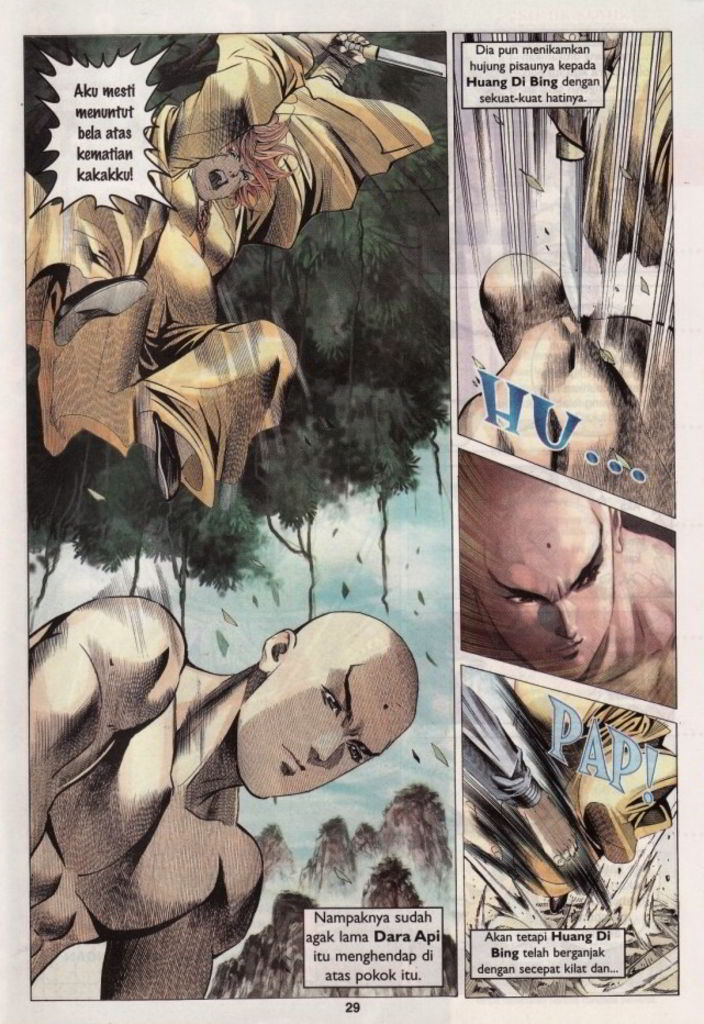 Aku mesti
menuntut
bela atas
kematian
kakakku!
Nampaknya sudah
agak lama Dara Api
itu menghendap di
atas pokok itu.
Dia pun menikamkan
hujung pisaunya kepada
Huang Di Bing dengan
sekuat-kuat hatinya.
HU...
PAP!
Akan tetapi Huang Di
Bing telah berganjak
dengan secepat kilat dan...
29